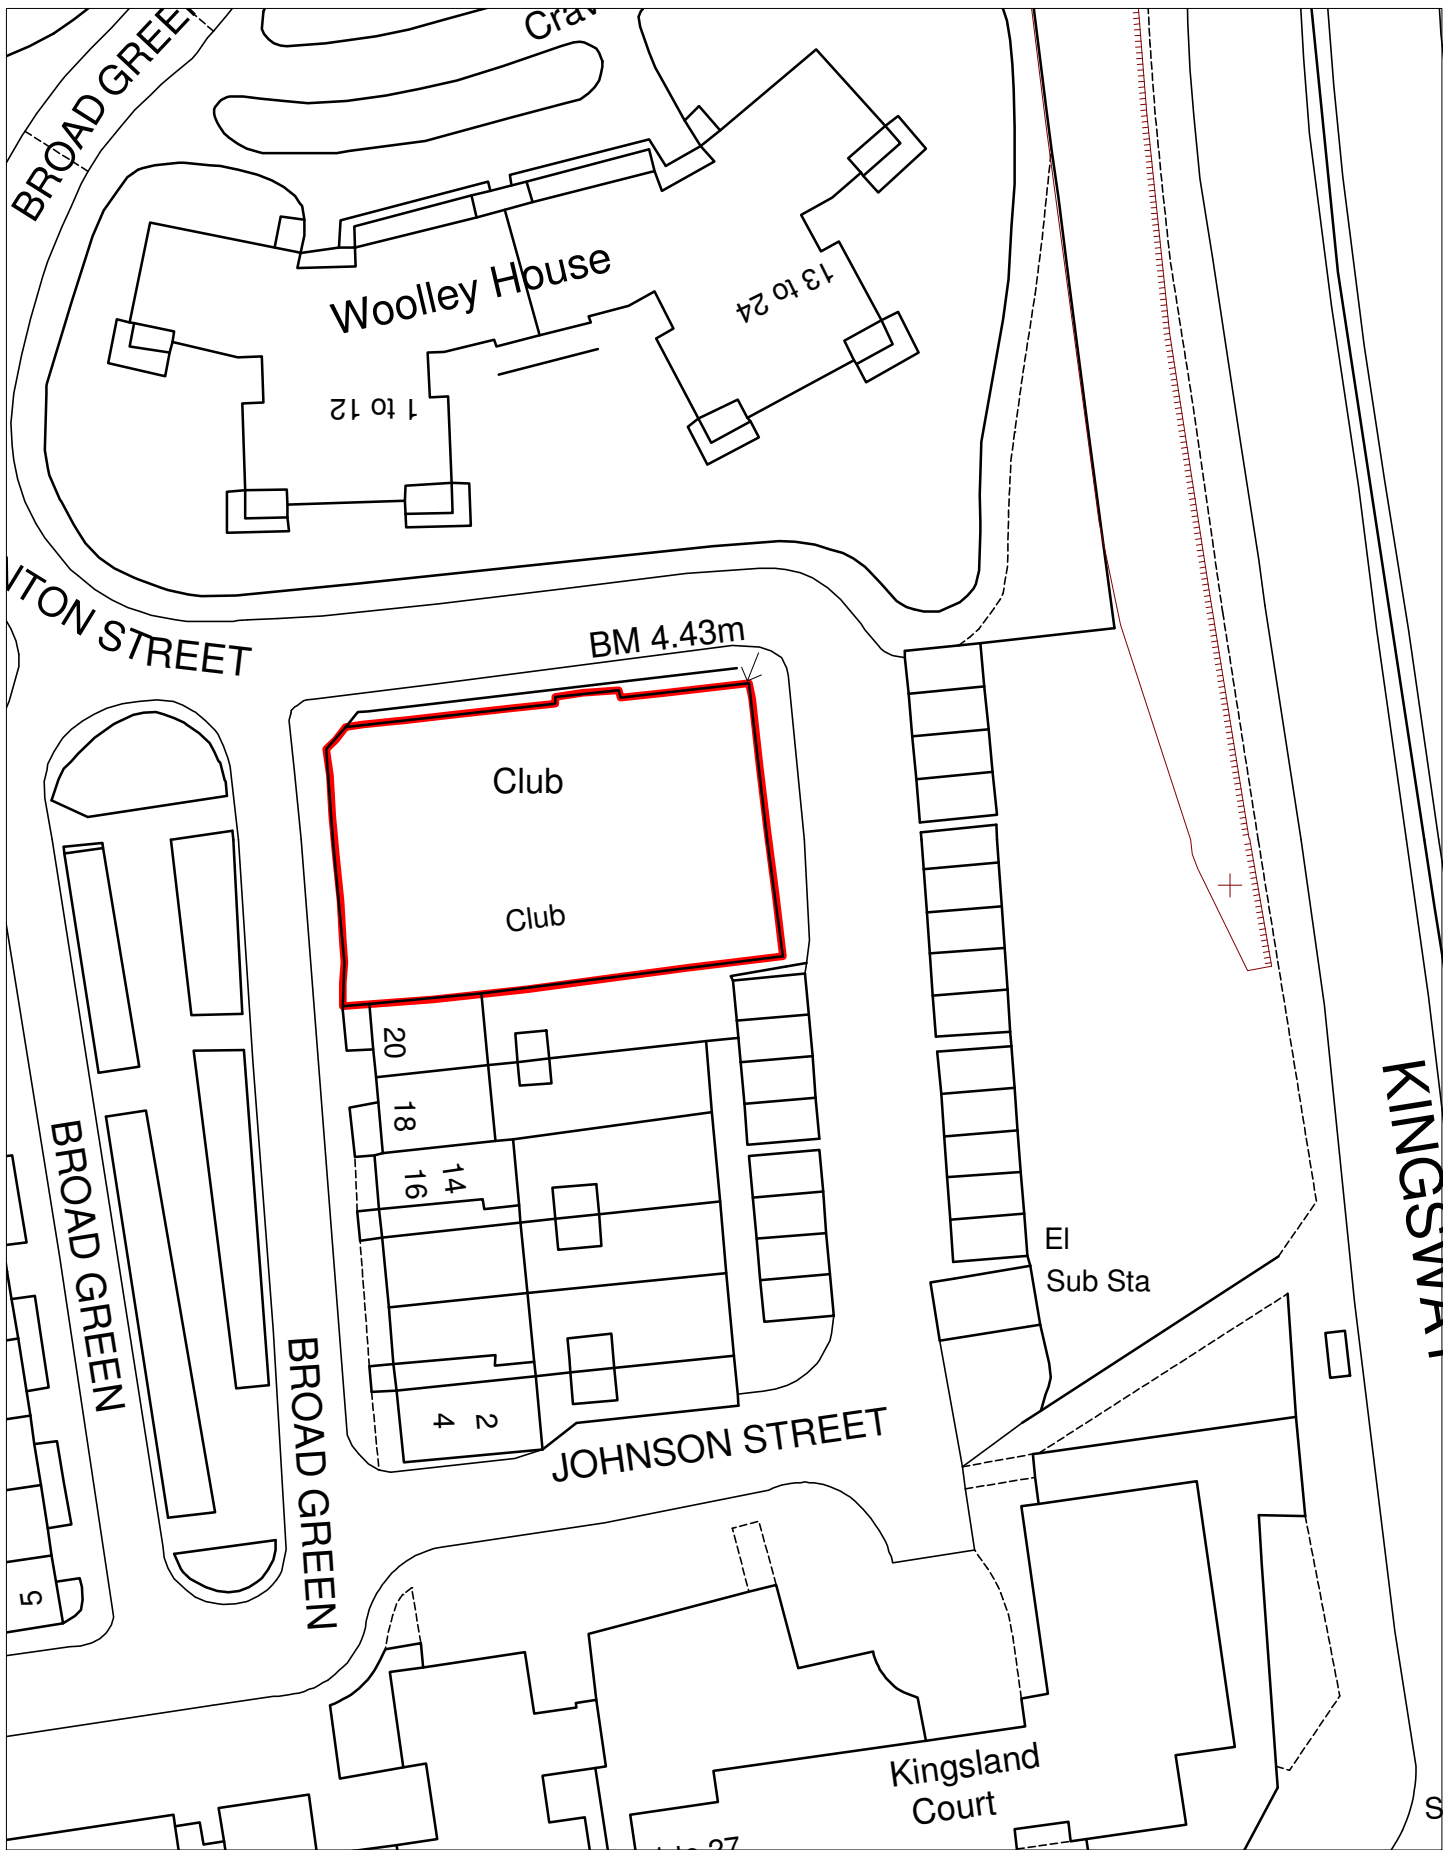 BROAD GREEN
Woolley House
13 to 24
1 to 12
STREET
BM 4.43m
Club
Club
20
18
14
16
El
Sub Sta
KINGSWAY
BROAD GREEN
BROAD GREEN
4 2
JOHNSON STREET
5
Kingsland
Court